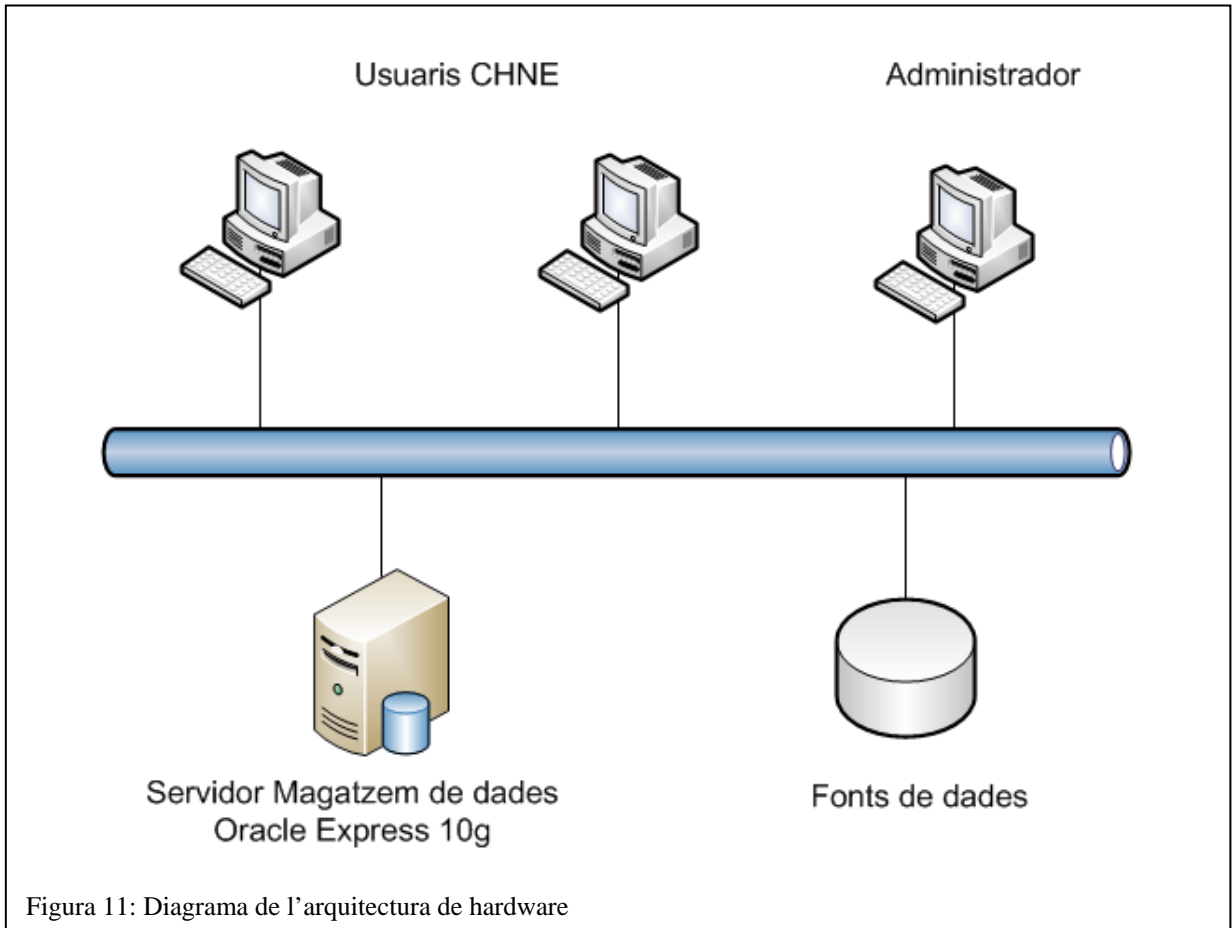 Usuaris CHNE
Administrador
Servidor Magatzem de dades
Oracle Express 10g
Fonts de dades
Figura 11: Diagrama de l’arquitectura de hardware